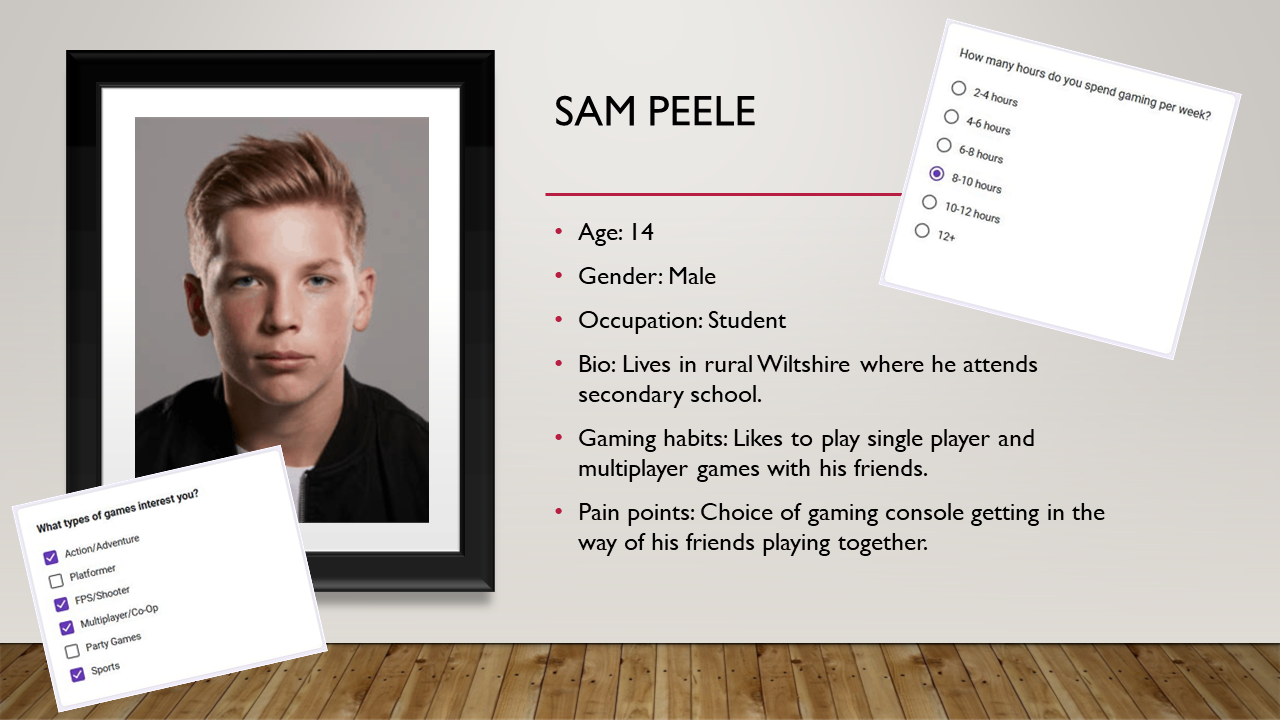 SAM PEELE
• Age: 14
• Gender: Male
• Occupation: Student
• Bio: Lives in rural Wiltshire where he attends
secondary school.
• Gaming habits: Likes to play single player and
multiplayer games with his friends.
• Pain points: Choice of gaming console getting in the
way of his friends playing together.
How many hours do you spend gaming per week?
2-4 hours
4-6 hours
6-8 hours
8-10 hours
10-12 hours
12+
What types of games interest you?
Action/Adventure
Platformer
FPS/Shooter
Multiplayer/Co-Op
Party Games
Sports